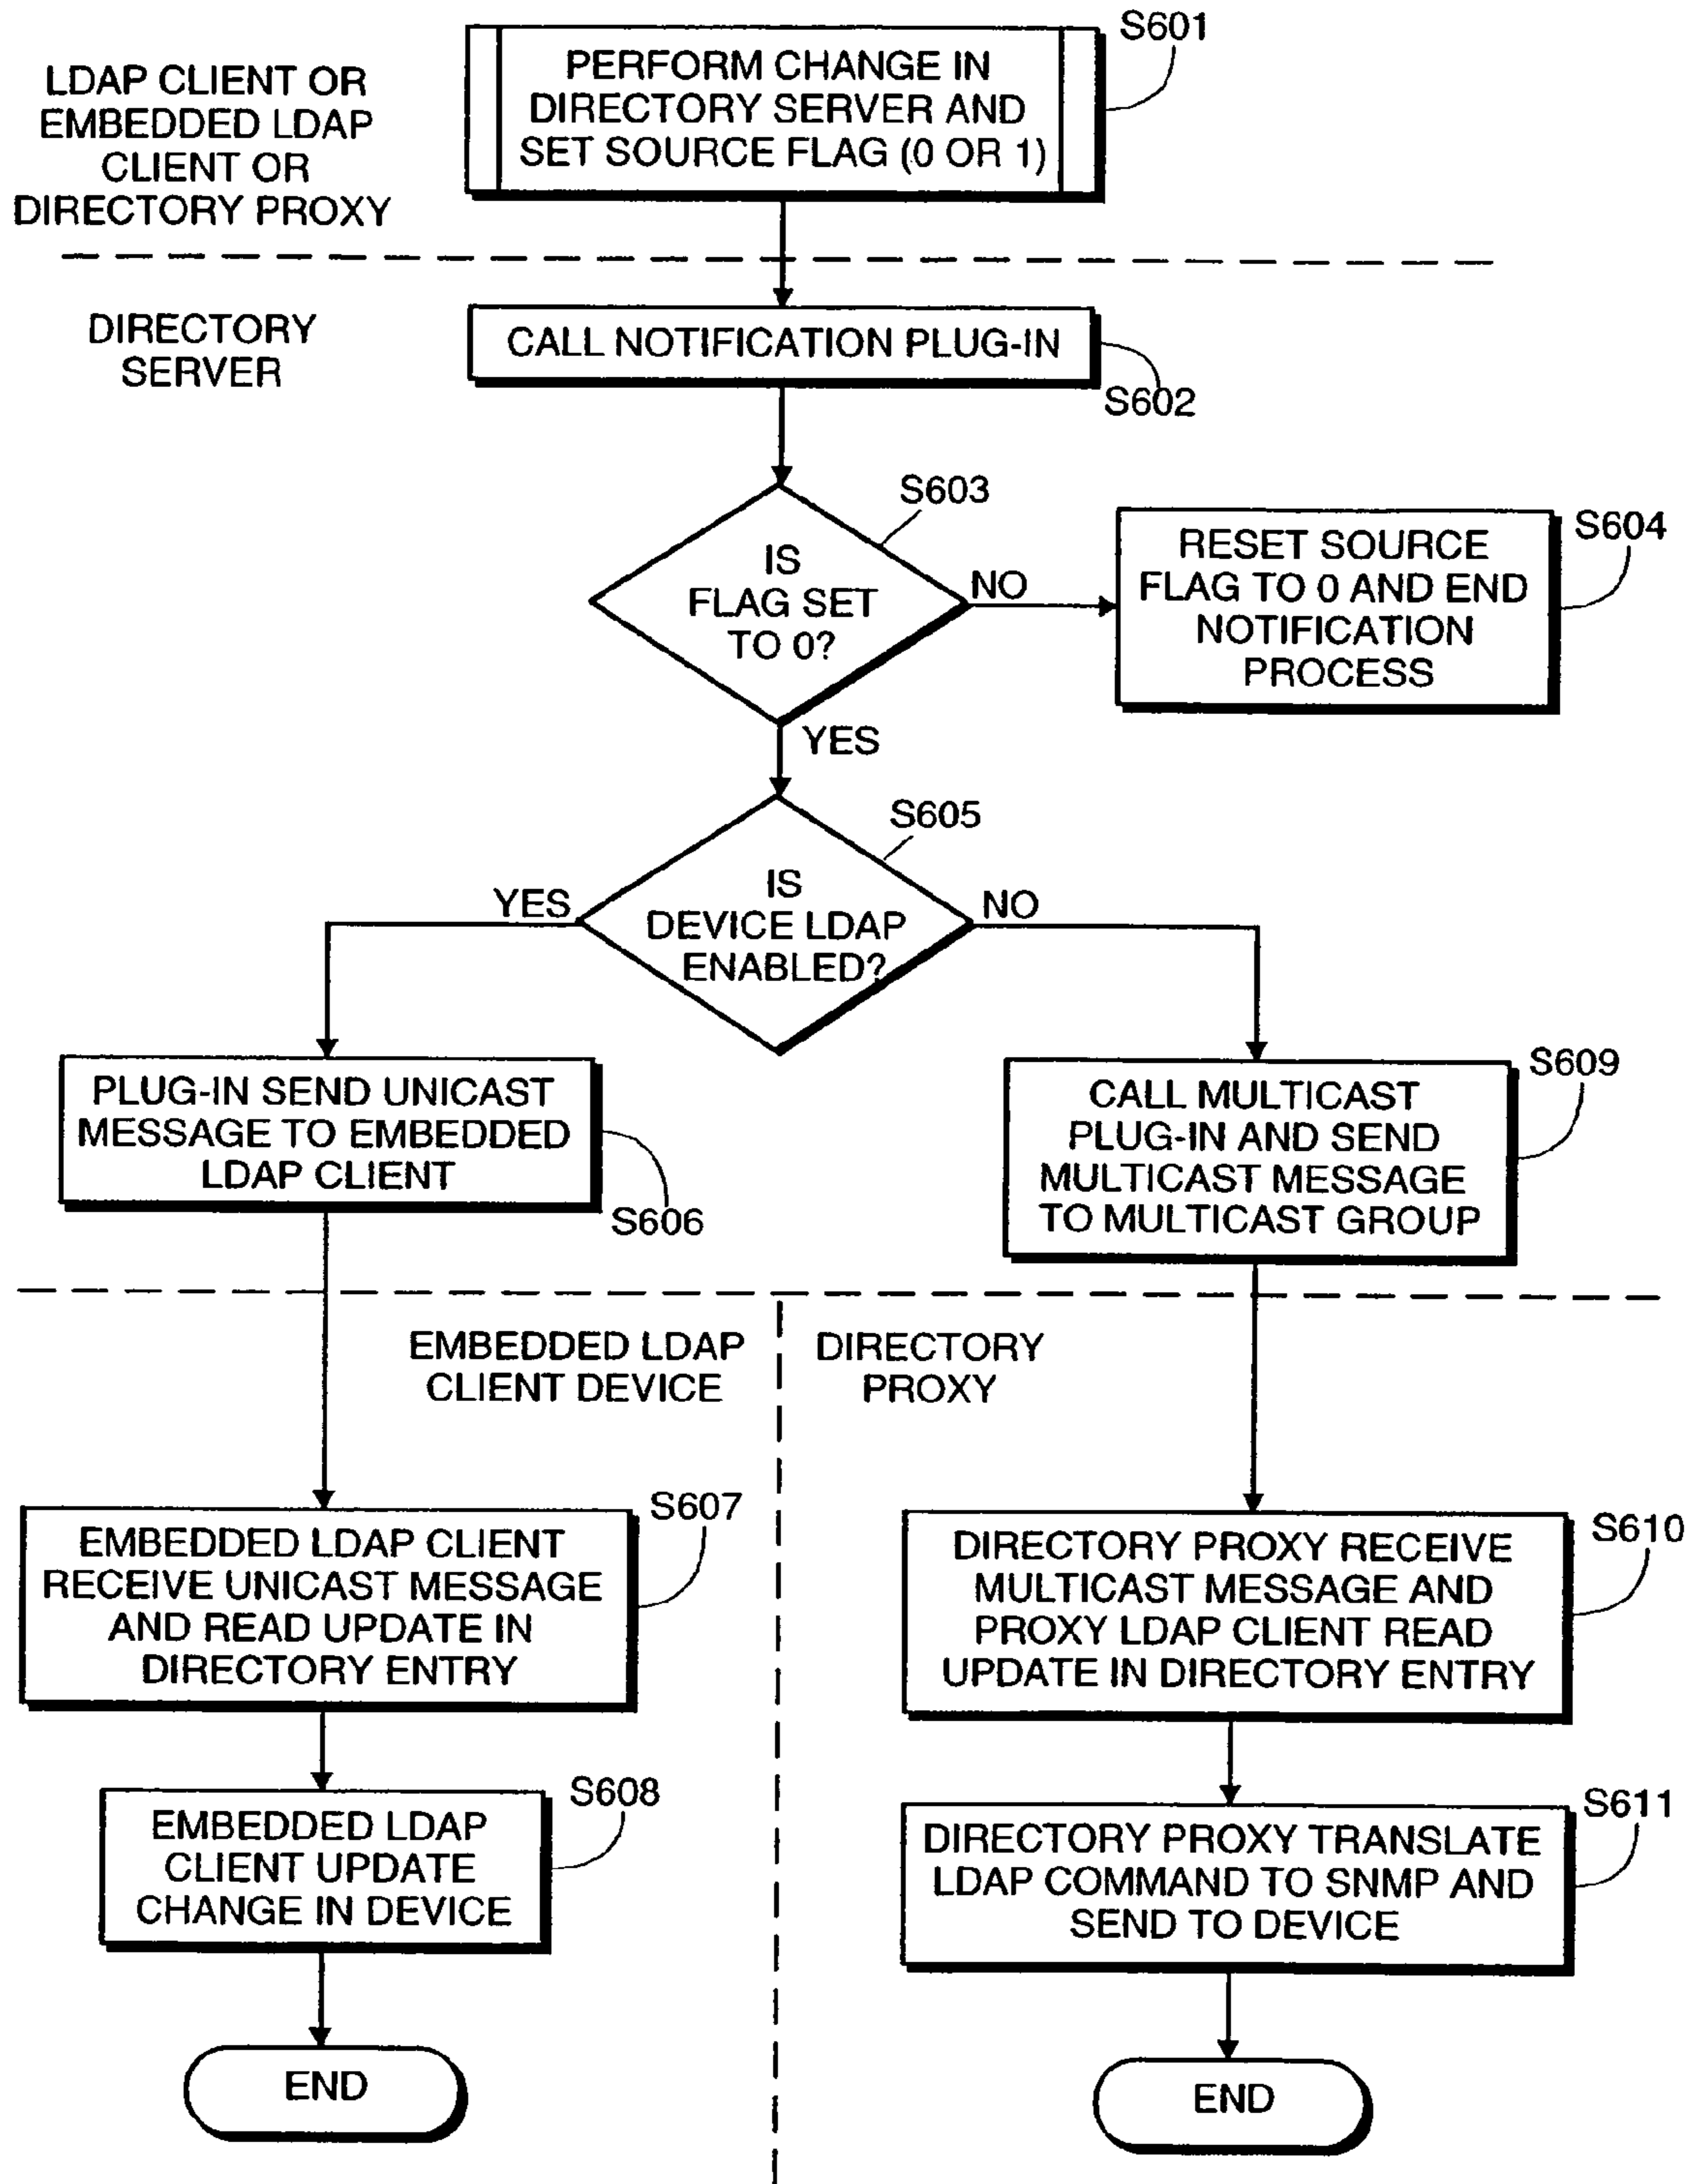 LDAP CLIENT OR
EMBEDDED LDAP
CLIENT OR
DIRECTORY PROXY
S601
PERFORM CHANGE IN
DIRECTORY SERVER AND
SET SOURCE FLAG (0 OR 1)
DIRECTORY
SERVER
CALL NOTIFICATION PLUG-IN
S602
S603
IS
FLAG SET
TO 0?
NO
YES
S604
RESET SOURCE
FLAG TO 0 AND END
NOTIFICATION
PROCESS
S605
IS
DEVICE LDAP
ENABLED?
YES
NO
PLUG-IN SEND UNICAST
MESSAGE TO EMBEDDED
LDAP CLIENT
S606
S609
CALL MULTICAST
PLUG-IN AND SEND
MULTICAST MESSAGE
TO MULTICAST GROUP
EMBEDDED LDAP
CLIENT DEVICE
DIRECTORY
PROXY
S607
EMBEDDED LDAP CLIENT
RECEIVE UNICAST MESSAGE
AND READ UPDATE IN
DIRECTORY ENTRY
S610
DIRECTORY PROXY RECEIVE
MULTICAST MESSAGE AND
PROXY LDAP CLIENT READ
UPDATE IN DIRECTORY ENTRY
S608
EMBEDDED LDAP
CLIENT UPDATE
CHANGE IN DEVICE
S611
DIRECTORY PROXY TRANSLATE
LDAP COMMAND TO SNMP AND
SEND TO DEVICE
END
END